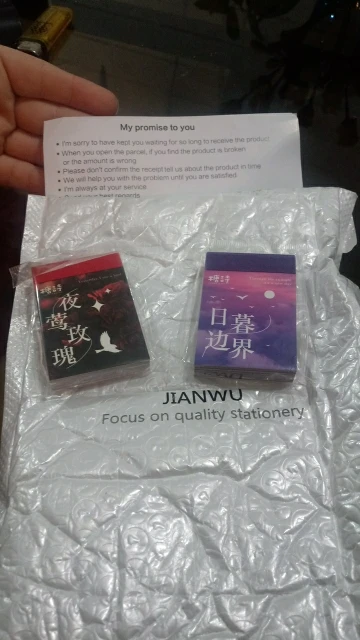 My promise to you
• I'm sorry to have kept you waiting for so long to receive the product
• When you open the parcel, if you find the product is broken
or the amount is wrong
• Please don't confirm the receipt tell us about the product in time
• We will help you with the problem until you are satisfied.
• I'm always at your service
夜
莺玫
瑰
日暮
边界
JIANWU
Focus on quality stationery